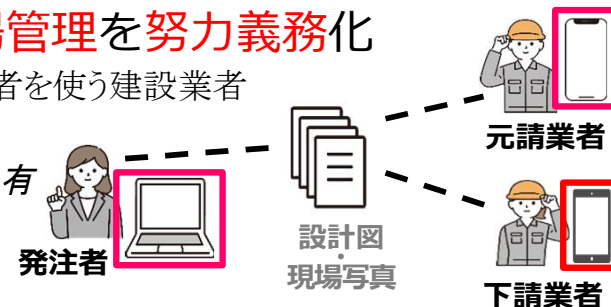 場管理を努力義務化
者を使う建設業者
元請業者
有
設計図
・
現場写真
発注者
下請業者